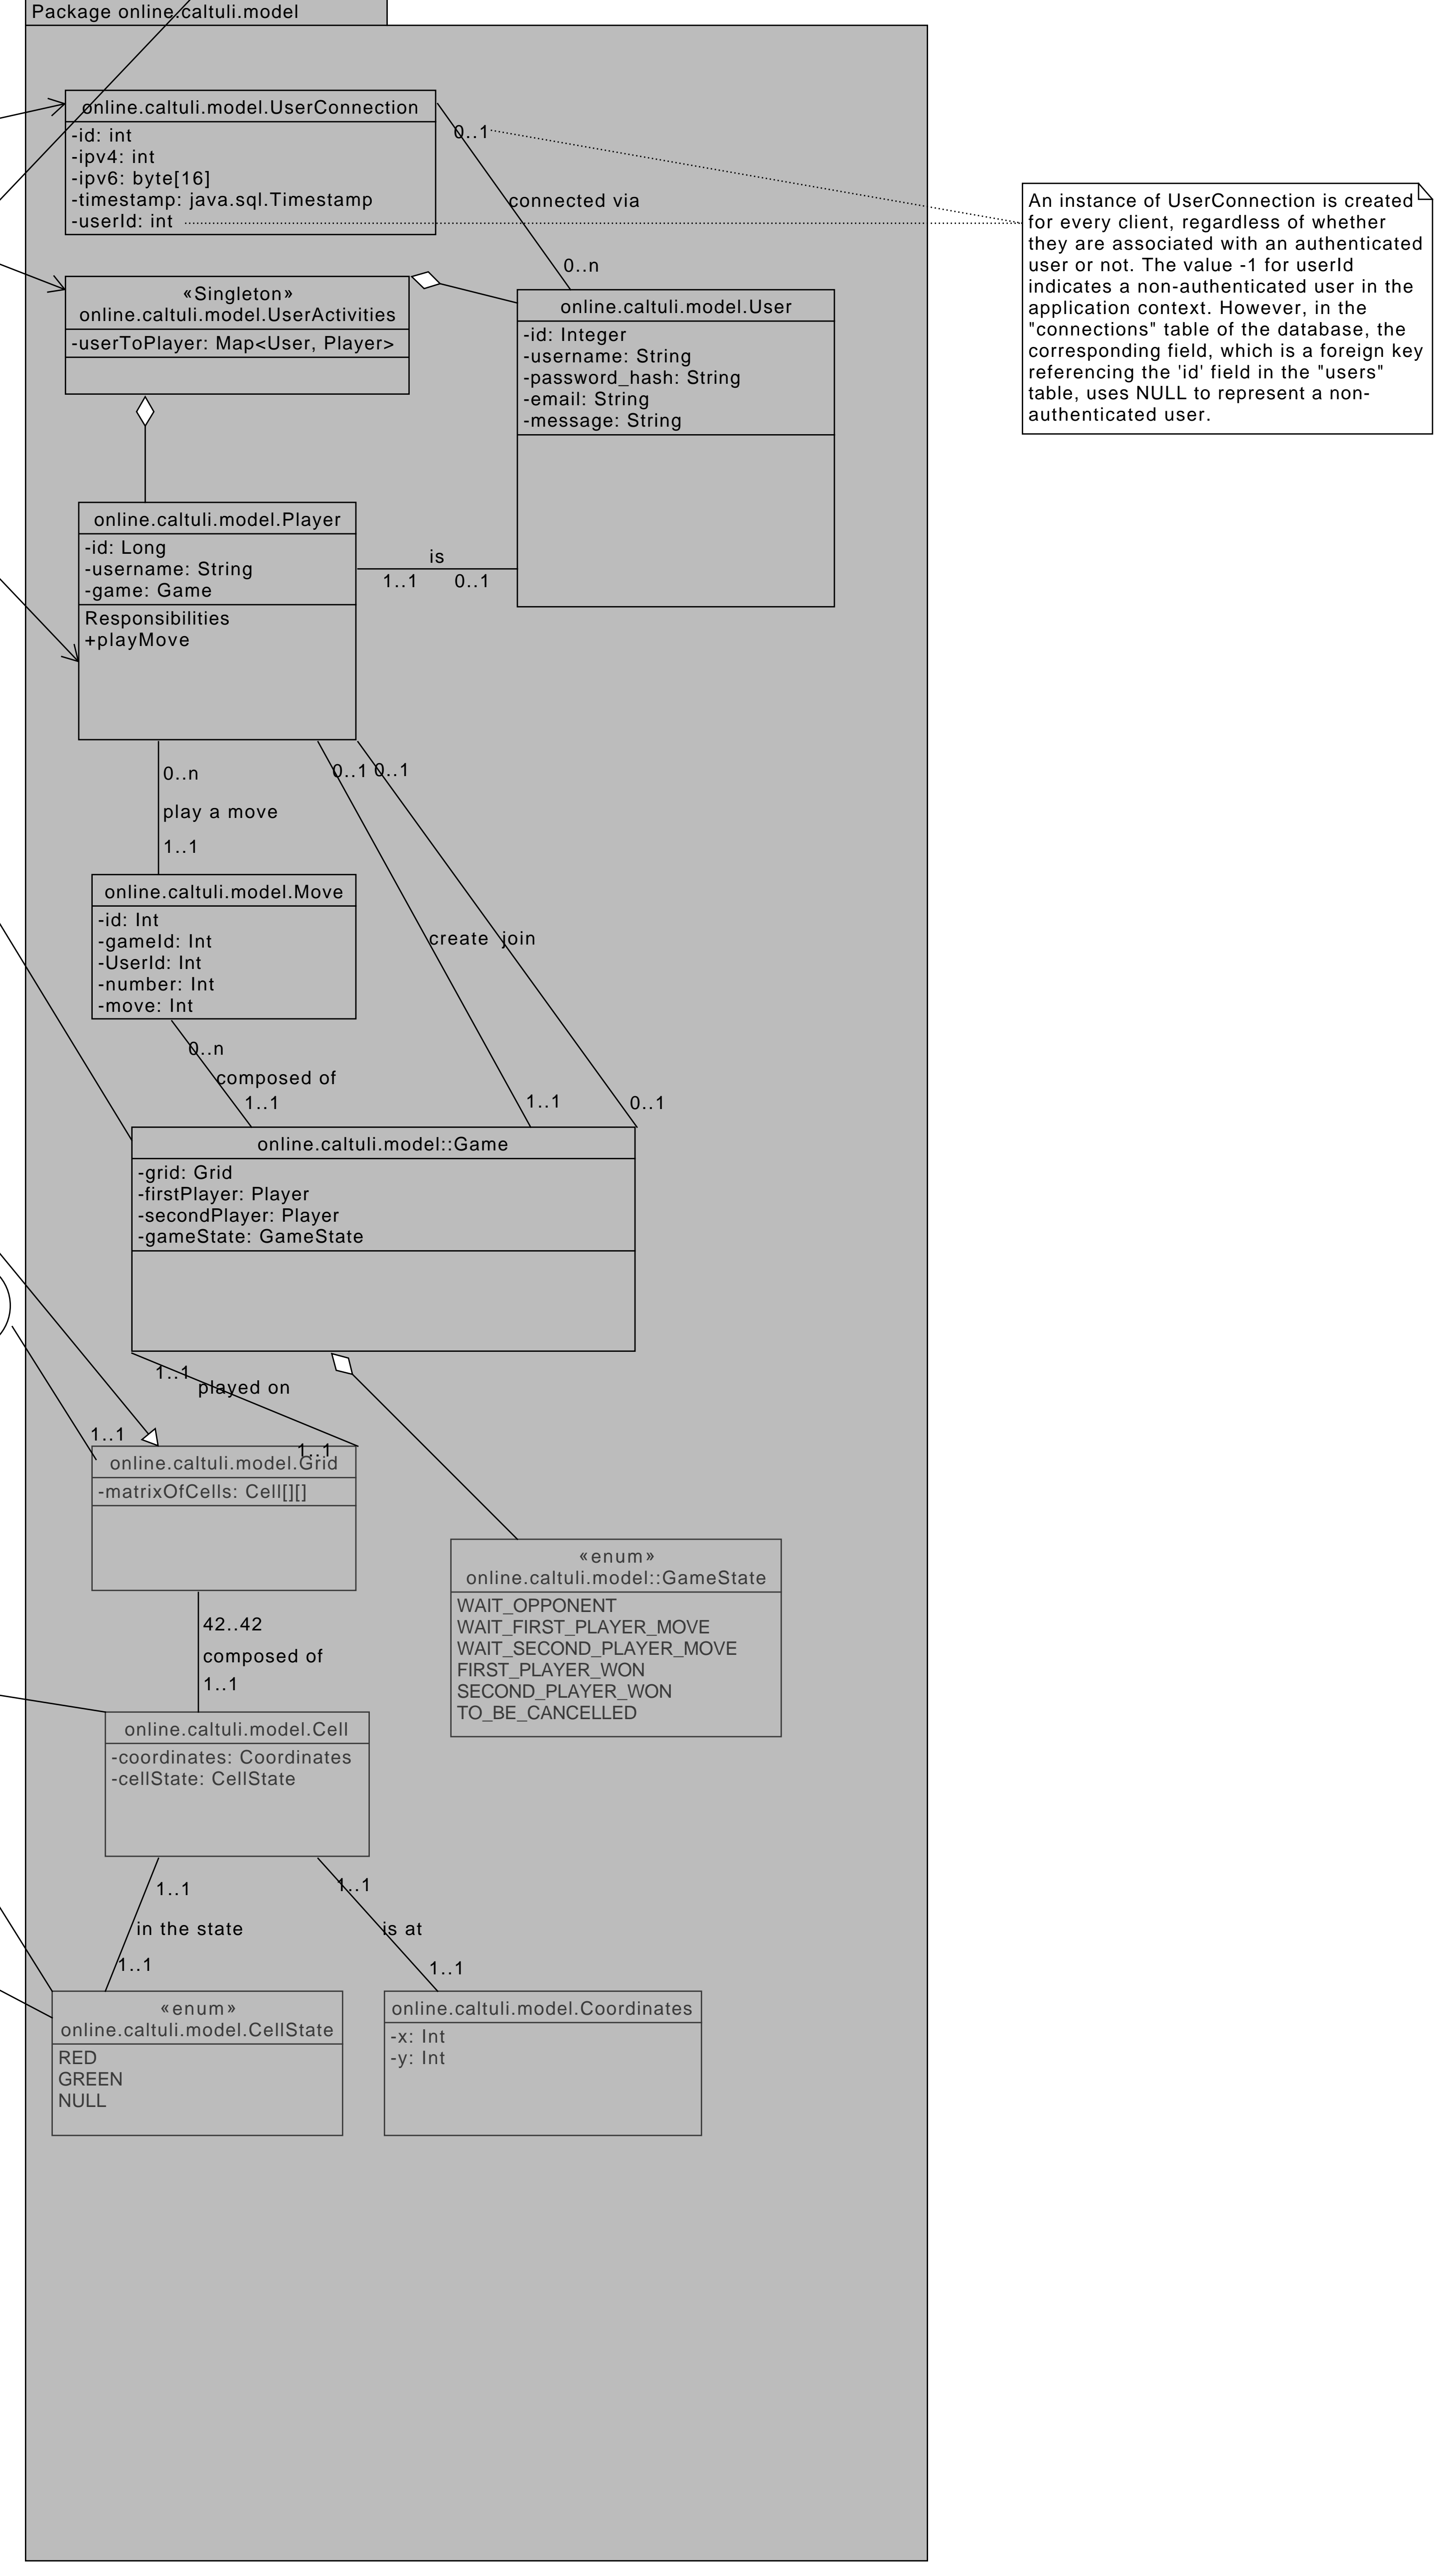 Package online.caltuli.model
online.caltuli.model.UserConnection
-id: int
-ipv4: int
-ipv6: byte[16]
-timestamp: java.sql.Timestamp
-userId: int
0..1
connected via
0..n
An instance of UserConnection is created
for every client, regardless of whether
they are associated with an authenticated
user or not. The value -1 for userId
indicates a non-authenticated user in the
application context. However, in the
"connections" table of the database, the
corresponding field, which is a foreign key
referencing the 'id' field in the "users"
table, uses NULL to represent a non-
authenticated user.
«Singleton»
online.caltuli.model.UserActivities
-userToPlayer: Map<User, Player>
online.caltuli.model.User
-id: Integer
-username: String
-password_hash: String
-email: String
-message: String
online.caltuli.model.Player
-id: Long
-username: String
-game: Game
Responsibilities
+playMove
is
1..1 0..1
0..n
play a move
1..1
0..1 0..1
online.caltuli.model.Move
-id: Int
-gameId: Int
-UserId: Int
-number: Int
-move: Int
create join
0..n
composed of
1..1
1..1
0..1
online.caltuli.model::Game
-grid: Grid
-firstPlayer: Player
-secondPlayer: Player
-gameState: GameState
1..1
played on
1..1
1..1
online.caltuli.model.Grid
-matrixOfCells: Cell[][]
«enum»
online.caltuli.model::GameState
WAIT_OPPONENT
WAIT_FIRST_PLAYER_MOVE
WAIT_SECOND_PLAYER_MOVE
FIRST_PLAYER_WON
SECOND_PLAYER_WON
TO_BE_CANCELLED
42..42
composed of
1..1
online.caltuli.model.Cell
-coordinates: Coordinates
-cellState: CellState
1..1
in the state
1..1
1..1
is at
1..1
«enum»
online.caltuli.model.CellState
RED
GREEN
NULL
online.caltuli.model.Coordinates
-x: Int
-y: Int